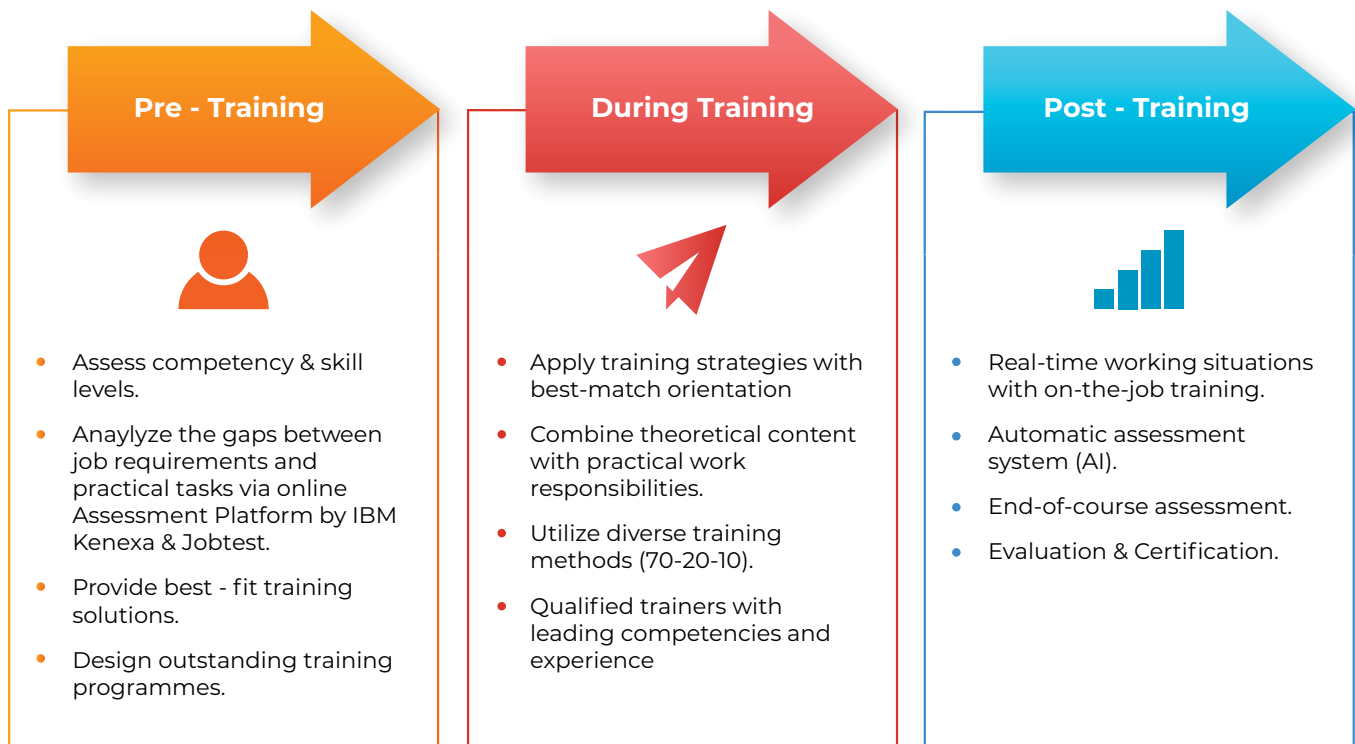 Pre - Training
Assess competency & skill
levels.
Anaylyze the gaps between
job requirements and
practical tasks via online
Assessment Platform by IBM
Kenexa & Jobtest.
Provide best - fit training
solutions.
Design outstanding training
programmes.
During Training
Apply training strategies with
best-match orientation
Combine theoretical content
with practical work
responsibilities.
Utilize diverse training
methods (70-20-10).
Qualified trainers with
leading competencies and
experience
Post - Training
Real-time working situations
with on-the-job training.
Automatic assessment
system (AI).
End-of-course assessment.
Evaluation & Certification.